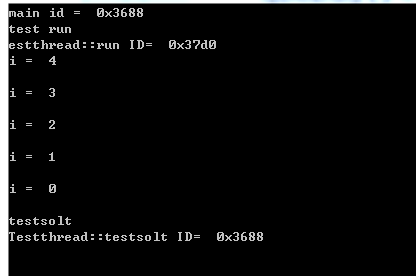 main id =  0x3688
test run
estthread::run ID=  0x37d0
i =  4
i =  3
i =  2
i =  1
i =  0
testsolt
Testthread::testsolt ID=  0x3688